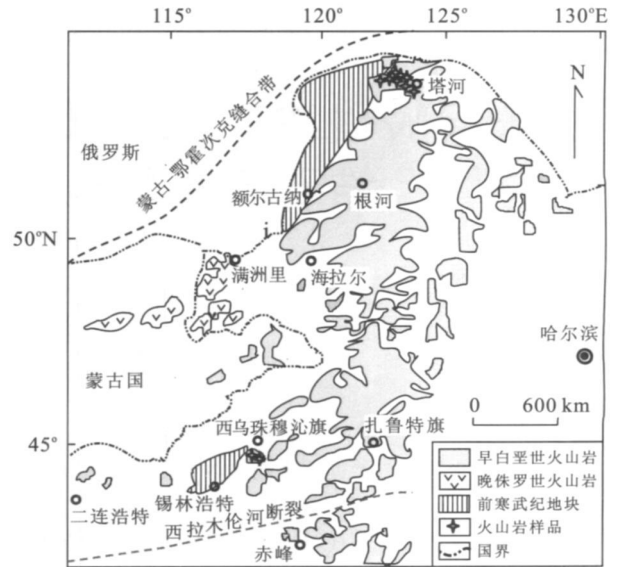 115°
120°
125°
130°E
N
塔河
俄罗斯
蒙古-鄂霍次克缝合带
额尔古纳
根河
50°N
满洲里
海拉尔
哈尔滨
蒙古国
0 600 km
西乌珠穆沁旗
扎鲁特旗
45°
早白垩世火山岩
晚侏罗世火山岩
前寒武纪地块
火山岩样品
国界
锡林浩特
二连浩特
西拉木伦河断裂
赤峰